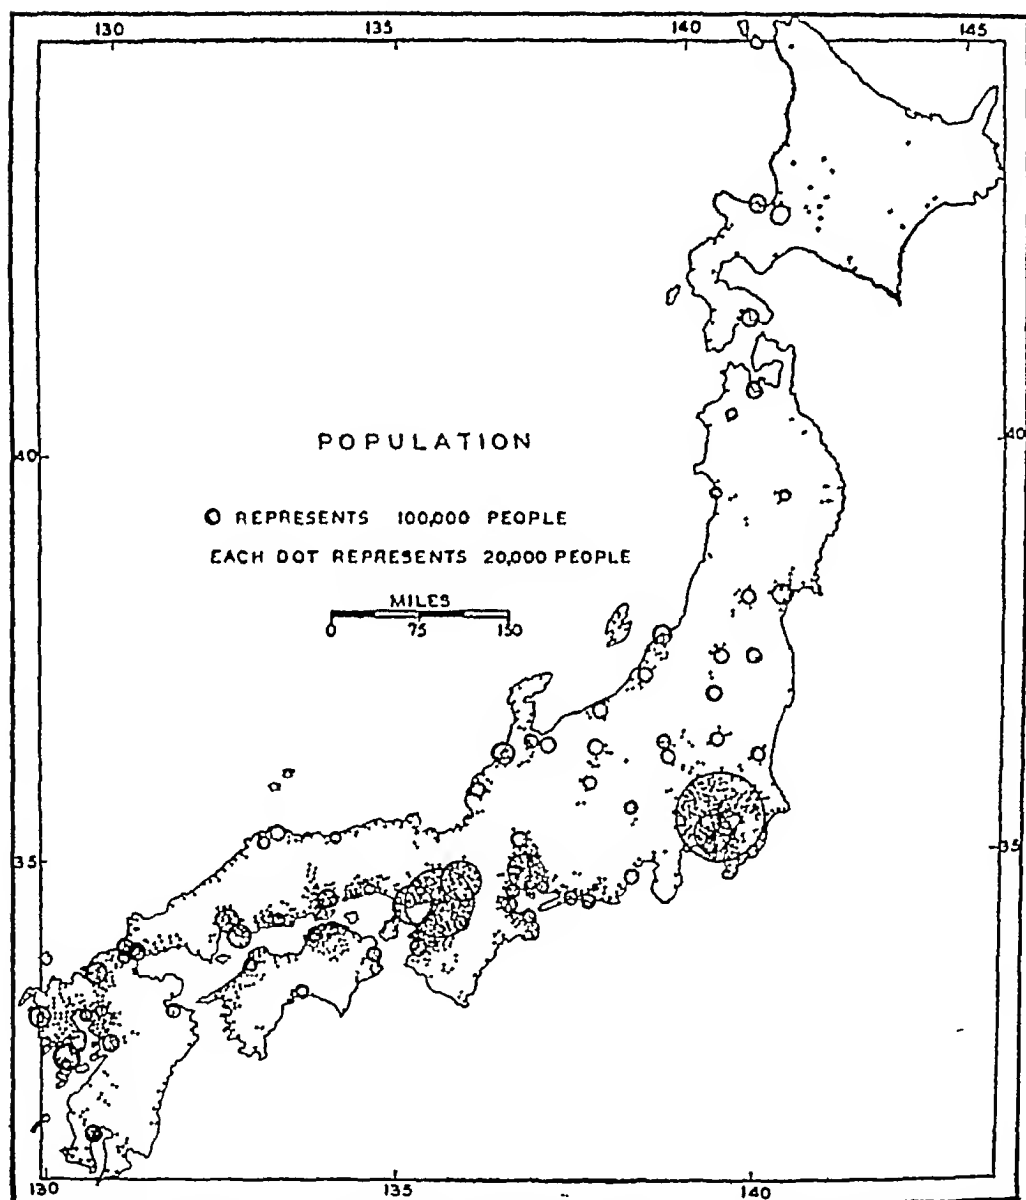 130 135 140 145
POPULATION
40 40
O REPRESENTS 100,000 PEOPLE
EACH DOT REPRESENTS 20,000 PEOPLE
MILES
0 75 150
35 35
130 135 140